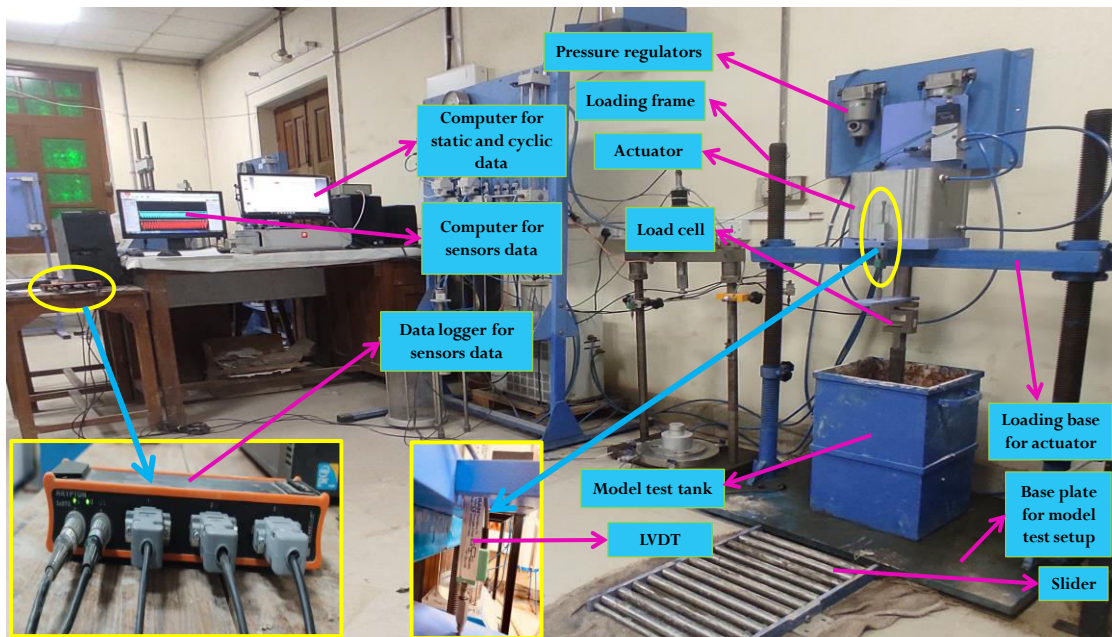 Pressure regulators
Loading frame
Computer for
static and cyclic
data
Actuator
Computer for
sensors data
Load cell
Data logger for
sensors data
Loading base
for actuator
Model test tank
Base plate
for model
test setup
LVDT
Slider
KRYPTON